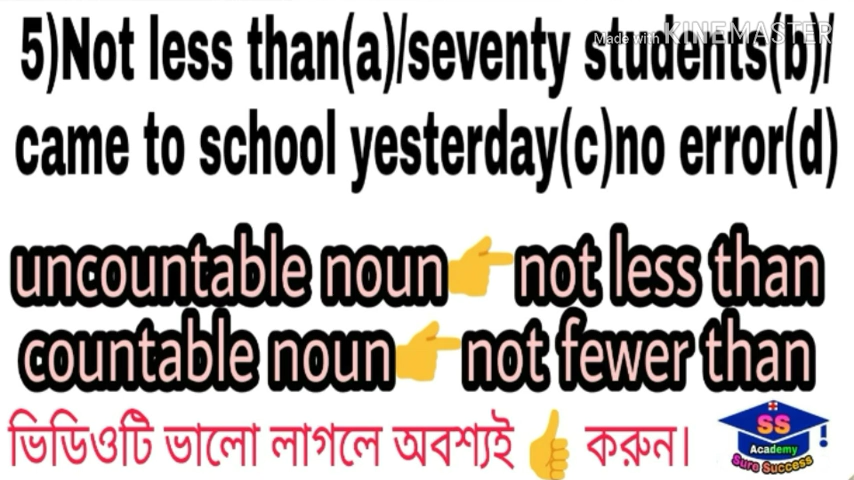 Made with KINEMASTER
5)Not less than(a)/seventy students(b)/
came to school yesterday(c)no error(d)
uncountable noun👉not less than
countable noun👉not fewer than
ভিডিওটি ভালো লাগলে অবশ্যই 👍 করুন।
SS
Academy
Sure Success